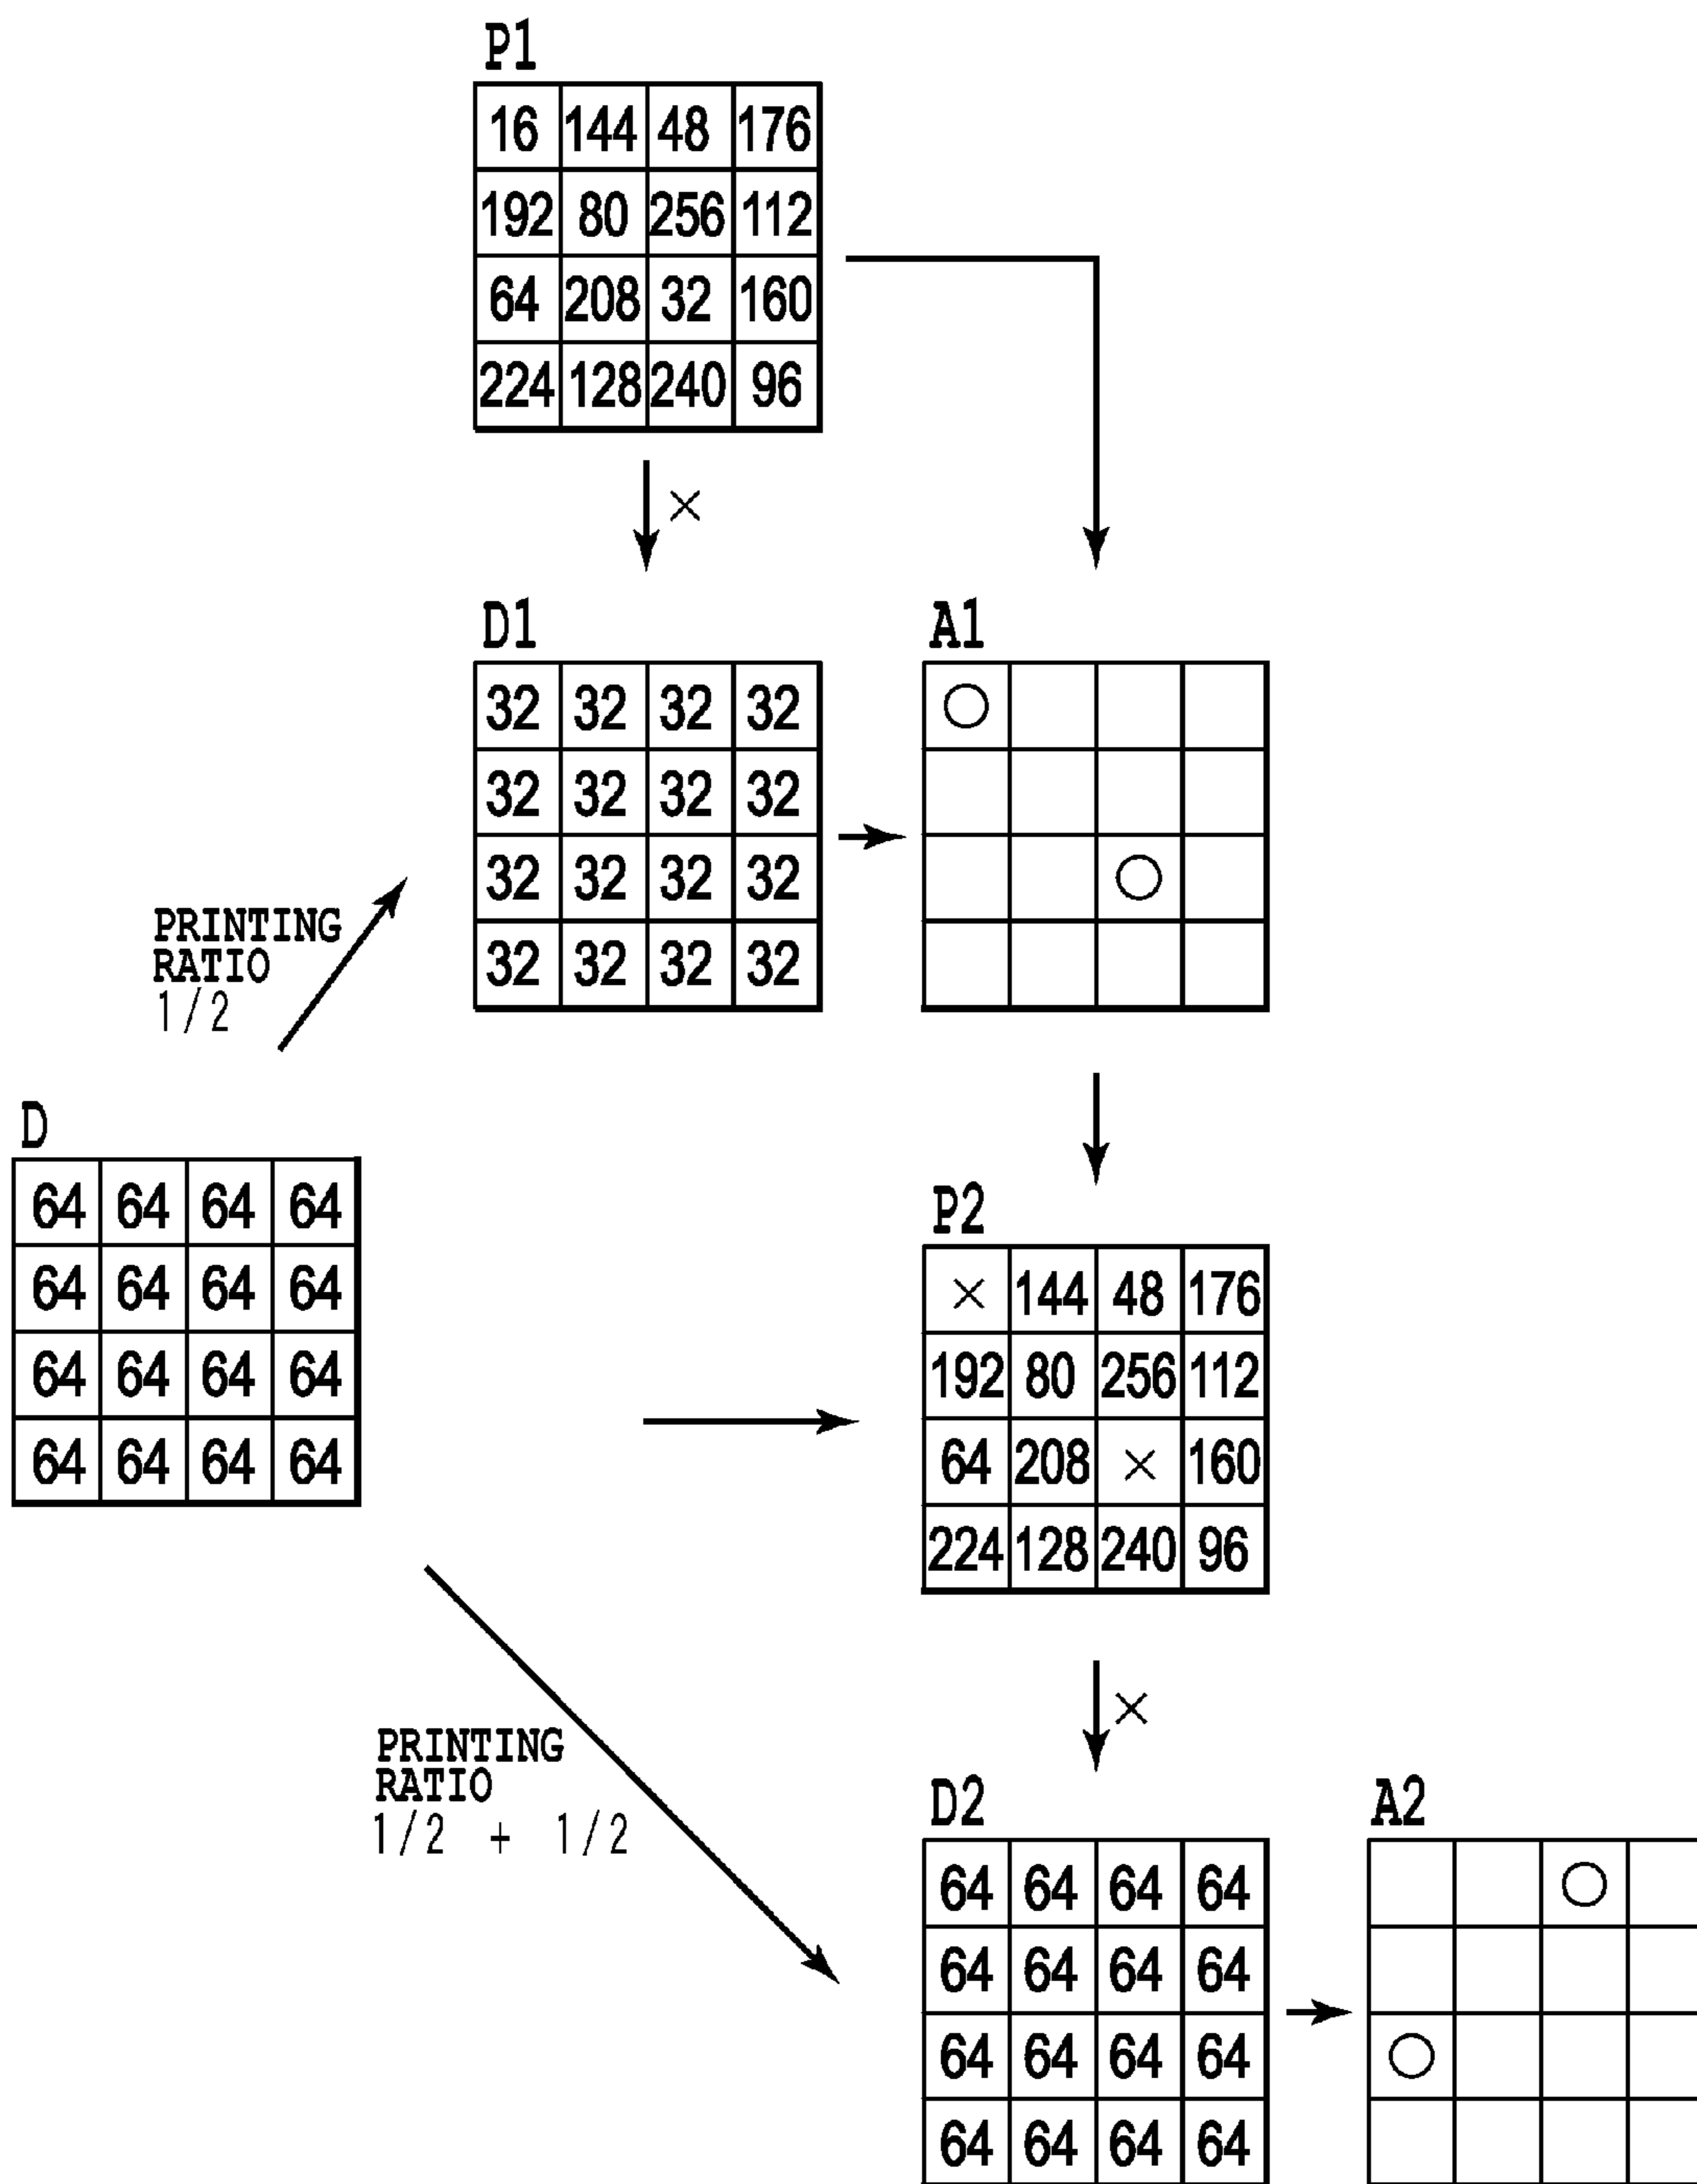 P1
16 144 48 176
192 80 256 112
64 208 32 160
224 128 240 96
×
D1
32 32 32 32
32 32 32 32
32 32 32 32
32 32 32 32
A1
PRINTING
RATIO
1/2
D
64 64 64 64
64 64 64 64
64 64 64 64
64 64 64 64
P2
× 144 48 176
192 80 256 112
64 208 × 160
224 128 240 96
×
PRINTING
RATIO
1/2 + 1/2
D2
64 64 64 64
64 64 64 64
64 64 64 64
64 64 64 64
A2